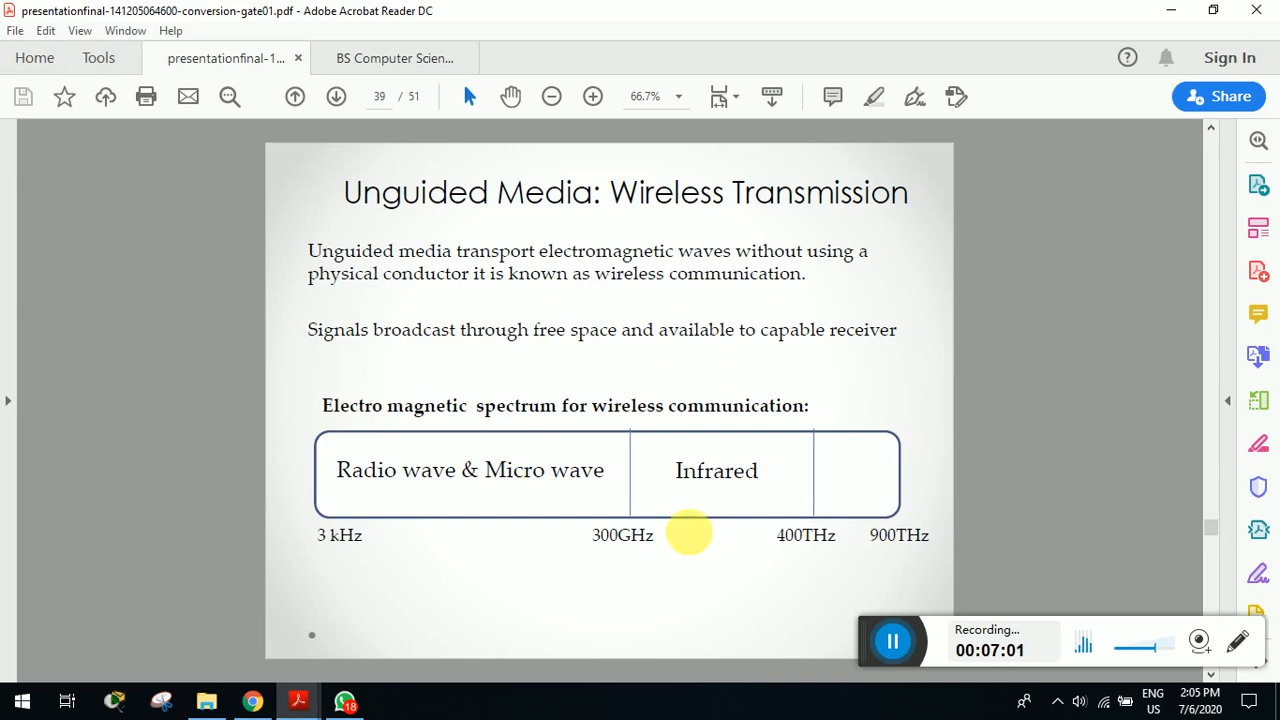 presentationfinal-141205064600-conversion-gate01.pdf - Adobe Acrobat Reader DC
File Edit View Window Help
Home Tools presentationfinal-1... × BS Computer Scien... Sign In
39 / 51 66.7% Share
Unguided Media: Wireless Transmission
Unguided media transport electromagnetic waves without using a
physical conductor it is known as wireless communication.
Signals broadcast through free space and available to capable receiver
Electro magnetic spectrum for wireless communication:
Radio wave & Micro wave Infrared
3 kHz 300GHz 400THz 900THz
Recording...
00:07:01
18
ENG
US
2:05 PM
7/6/2020